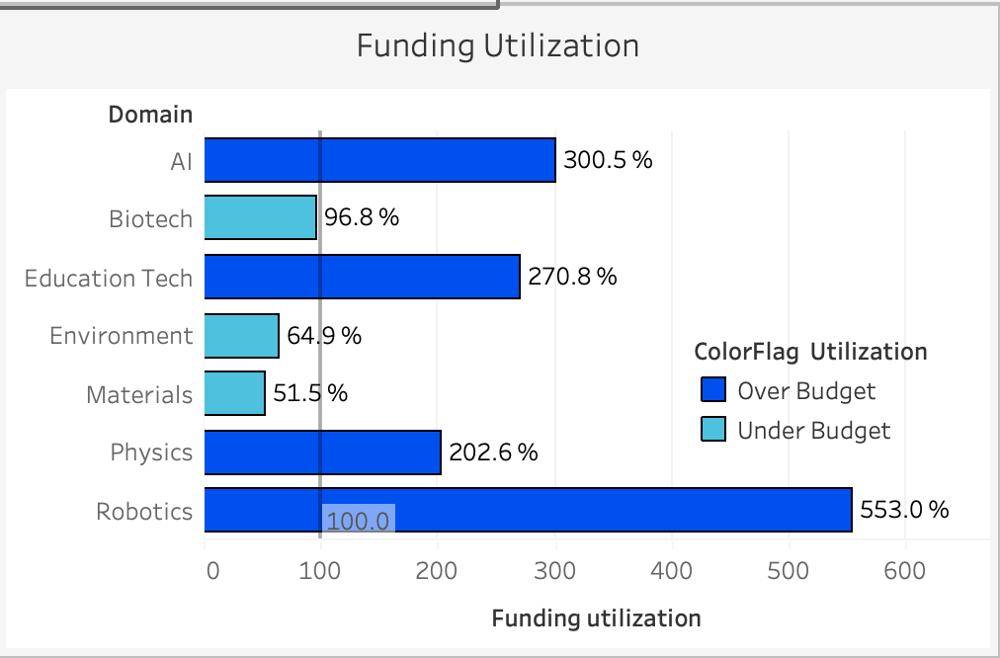 Funding Utilization
Domain
AI
300.5 %
Biotech
96.8 %
Education Tech
270.8 %
Environment
64.9 %
Materials
51.5 %
Physics
202.6 %
Robotics
553.0 %
100.0
ColorFlag Utilization
Over Budget
Under Budget
0 100 200 300 400 500 600
Funding utilization